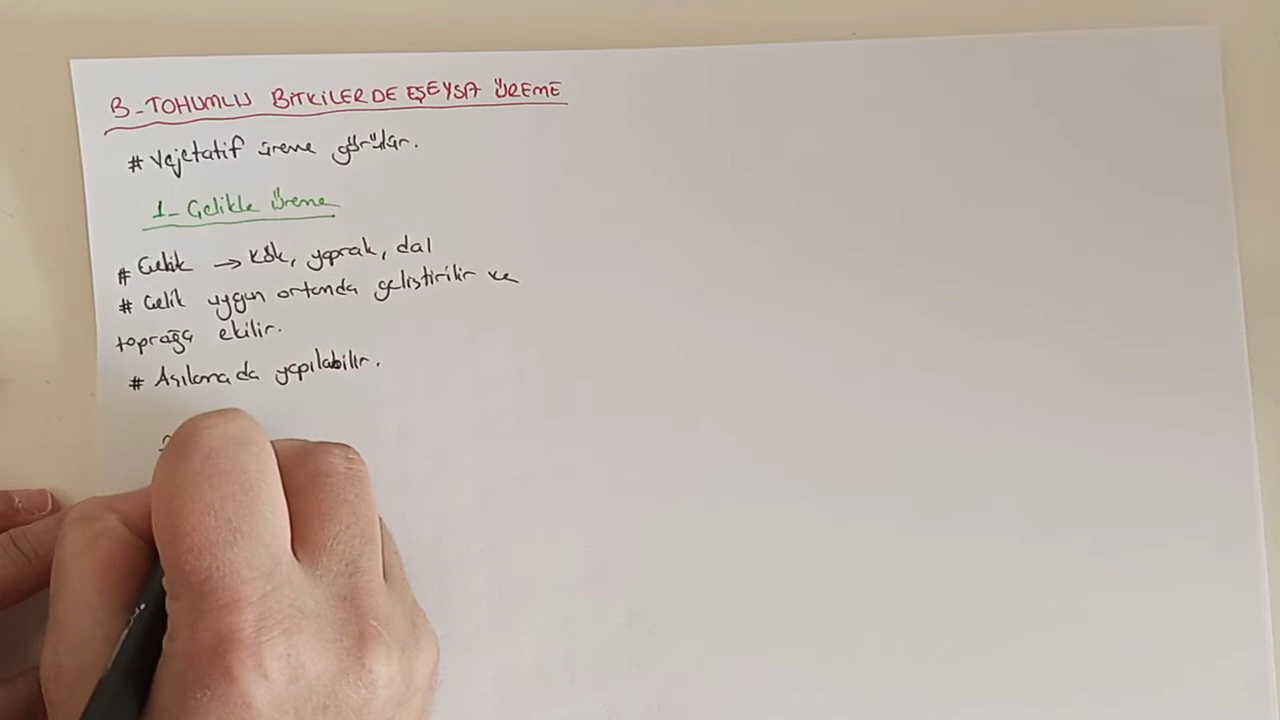 B-TOHUMLU BİTKİLERDE EŞEYSİZ ÜREME
# Vejetatif üreme görülür.
1- Çelikle Üreme
# Çelik → Kök, yaprak, dal
# Çelik uygun ortamda geliştirilir ve
toprağa ekilir.
# Aşılama da yapılabilir.